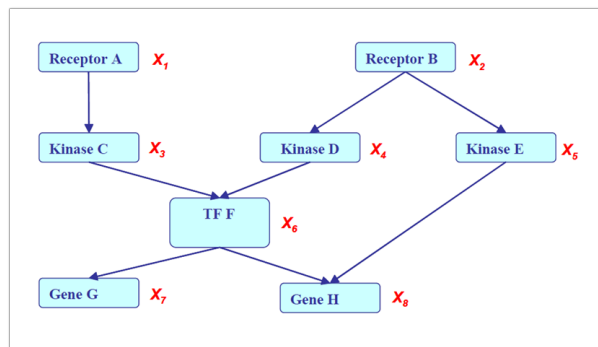 Receptor A X1 Receptor B X2
Kinase C X3 Kinase D X4 Kinase E X5
TF F X6
Gene G X7 Gene H X8